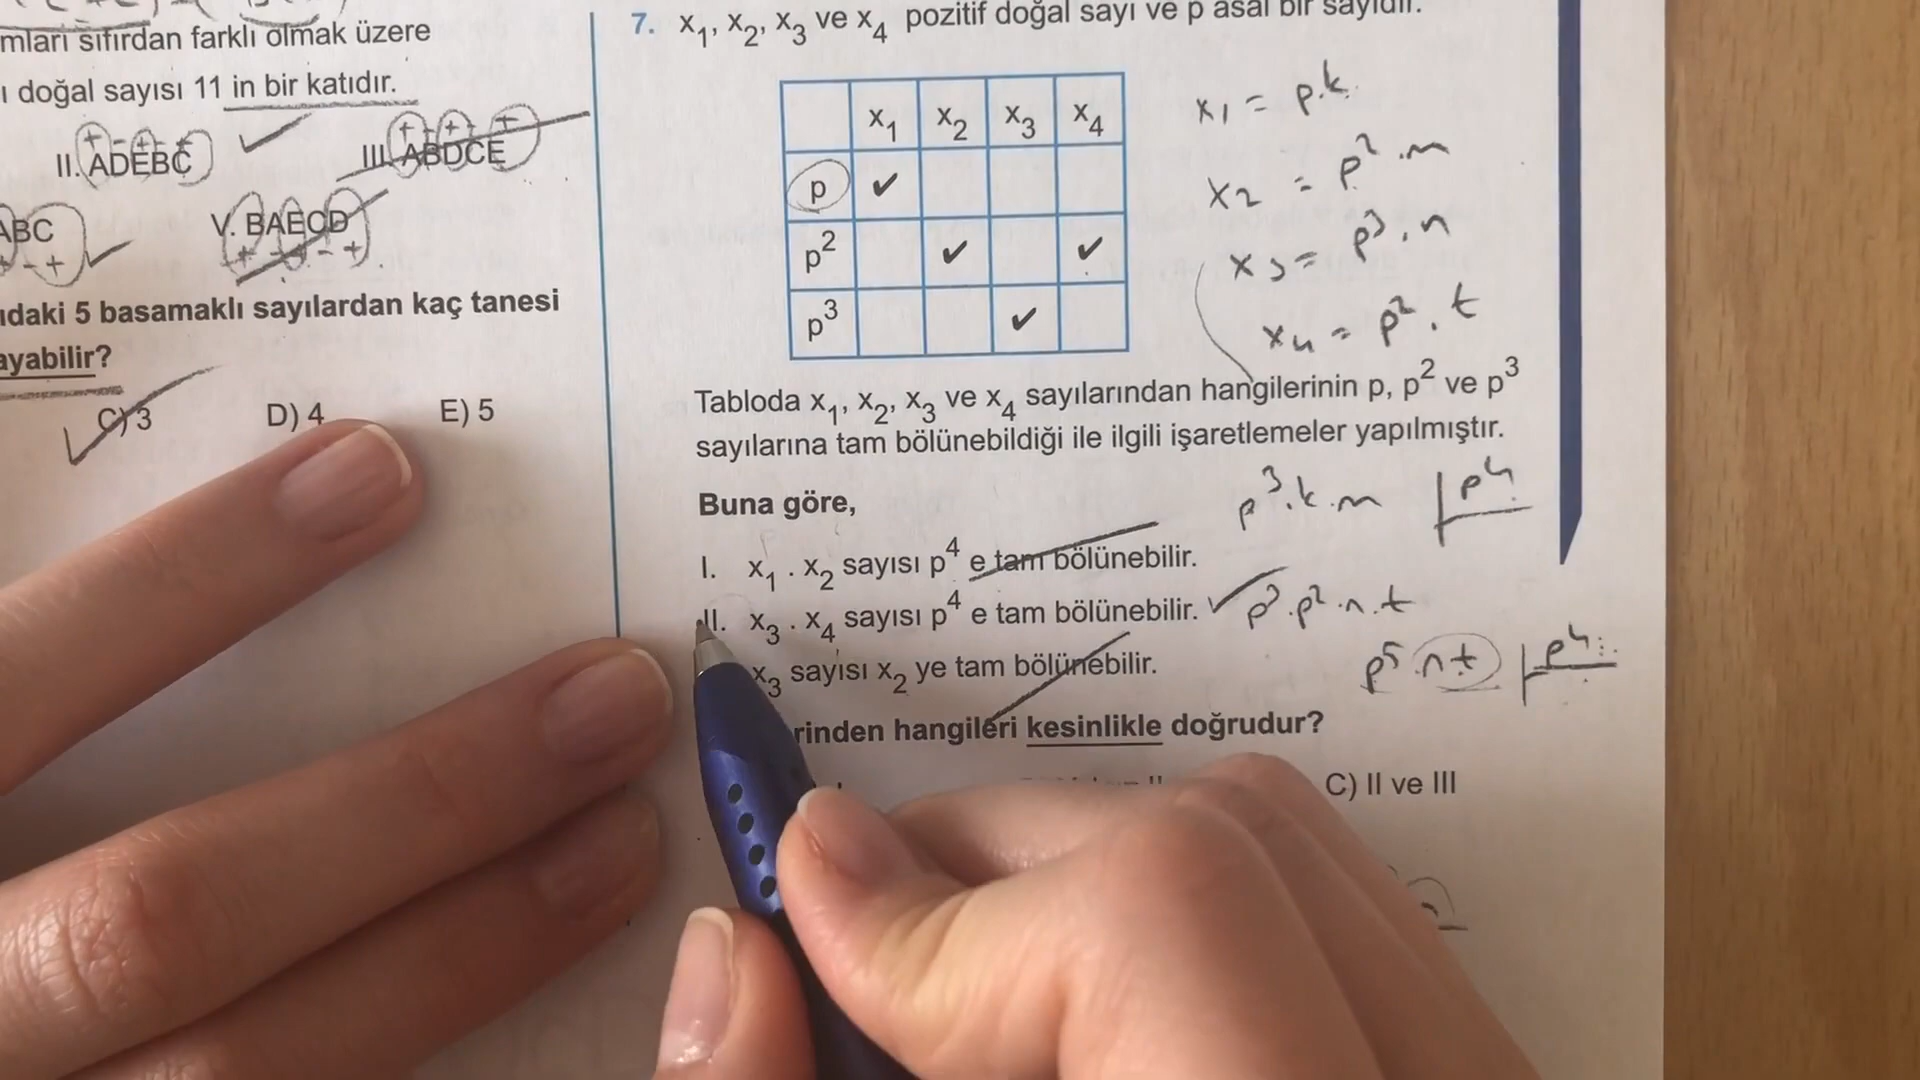 mları sıfırdan farklı olmak üzere
ı doğal sayısı 11 in bir katıdır.
II. ADEBC
III. ABDCE
ABC
V. BAECD
ıdaki 5 basamaklı sayılardan kaç tanesi
ayabilir?
C) 3
D) 4
E) 5
7. x₁, x₂, x₃ ve x₄ pozitif doğal sayı ve p asal bir sayıdır.
x₁ x₂ x₃ x₄
p ✔
p² ✔ ✔
p³ ✔
x₁ = p.k
x₂ = p².m
x₃ = p³.n
x₄ = p².t
Tabloda x₁, x₂, x₃ ve x₄ sayılarından hangilerinin p, p² ve p³
sayılarına tam bölünebildiği ile ilgili işaretlemeler yapılmıştır.
Buna göre,
p³.k.m p⁴
I. x₁ . x₂ sayısı p⁴ e tam bölünebilir.
II. x₃ . x₄ sayısı p⁴ e tam bölünebilir.
p³.p².n.t
x₃ sayısı x₂ ye tam bölünebilir.
p⁵ n t p⁴
rinden hangileri kesinlikle doğrudur?
C) II ve III